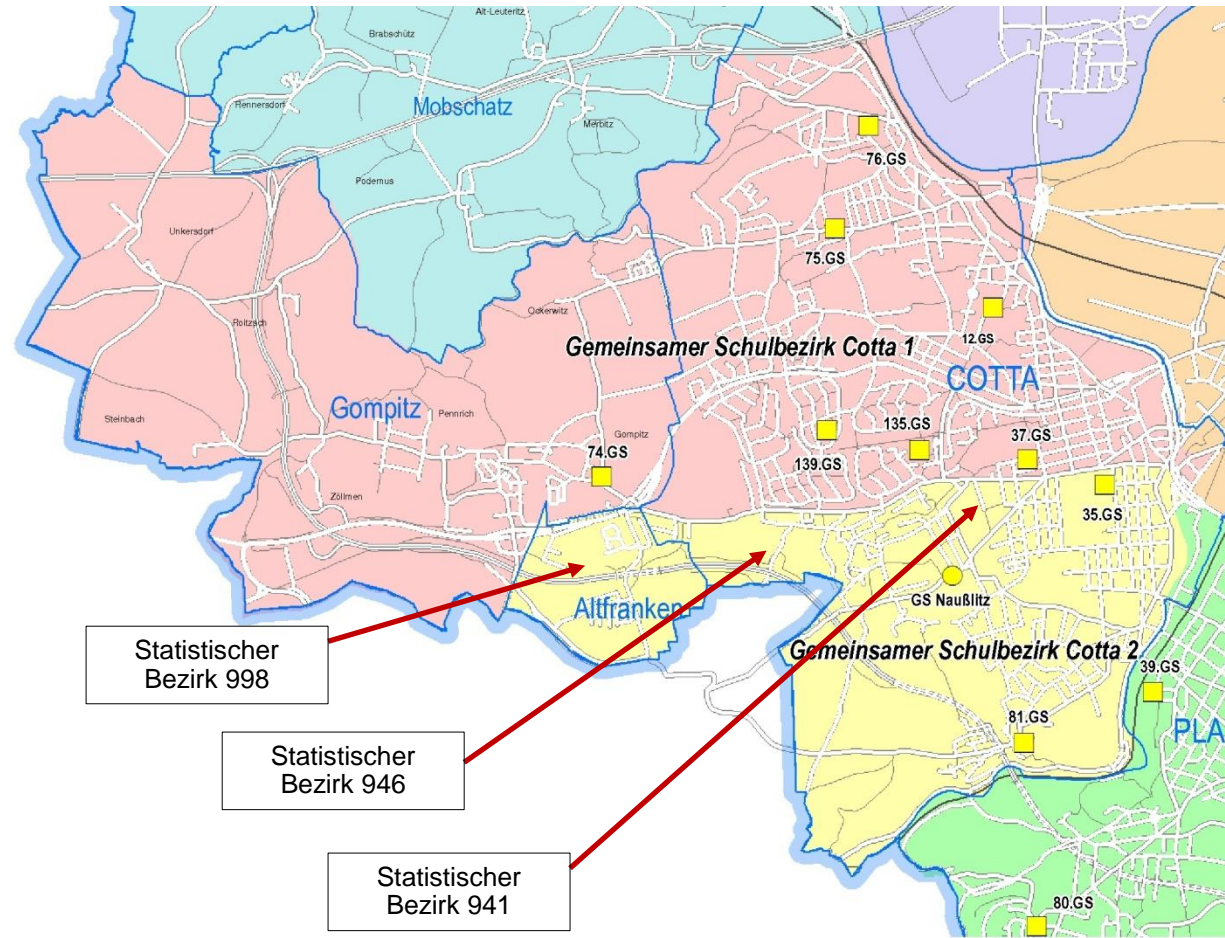 Alt-Leuteritz
Brabschütz
Rennersdorf
Mobschatz
Merbitz
76.GS
Podemus
Unkersdorf
75.GS
Ockerwitz
Roitzsch
12.GS
Gemeinsamer Schulbezirk Cotta 1
COTTA
Gompitz
Pennrich
Steinbach
135.GS
37.GS
Gompitz
74.GS
139.GS
Zöllmen
35.GS
GS Naußlitz
Altfranken
Statistischer
Bezirk 998
Gemeinsamer Schulbezirk Cotta 2
39.GS
81.GS
PLA
Statistischer
Bezirk 946
Statistischer
Bezirk 941
80.GS